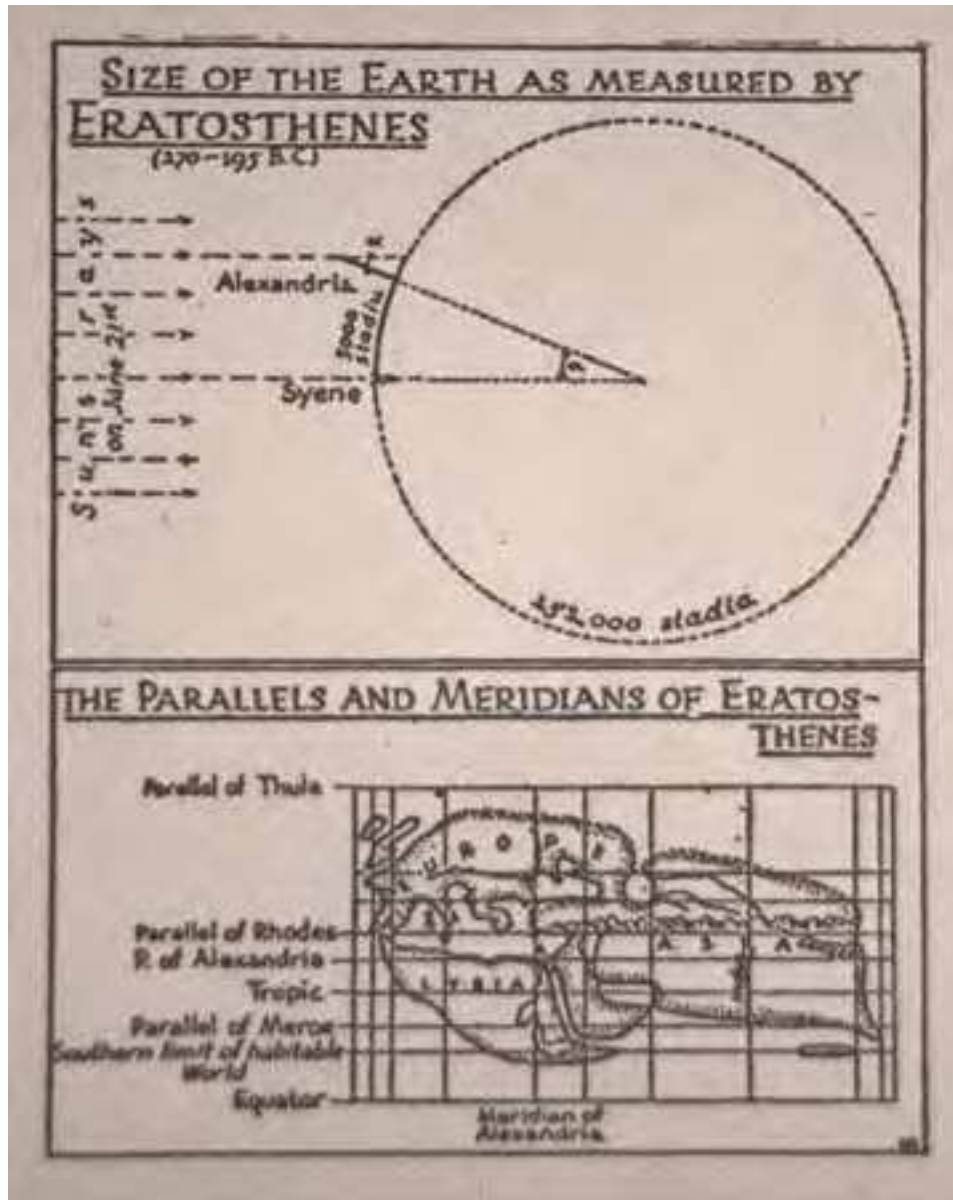 SIZE OF THE EARTH AS MEASURED BY
ERATOSTHENES
(270-195 B.C)
Sun's rays
on June 21st
R
Alexandria
5000
stadia
Syene
252,000 stadia
THE PARALLELS AND MERIDIANS OF ERATOS-
THENES
Parallel of Thule
EUROPE
Parallel of Rhodes
ASIA
P. of Alexandria
LYBIA
Tropic
Parallel of Meroe
Southern limit of habitable
World
Equator
Meridian of
Alexandria